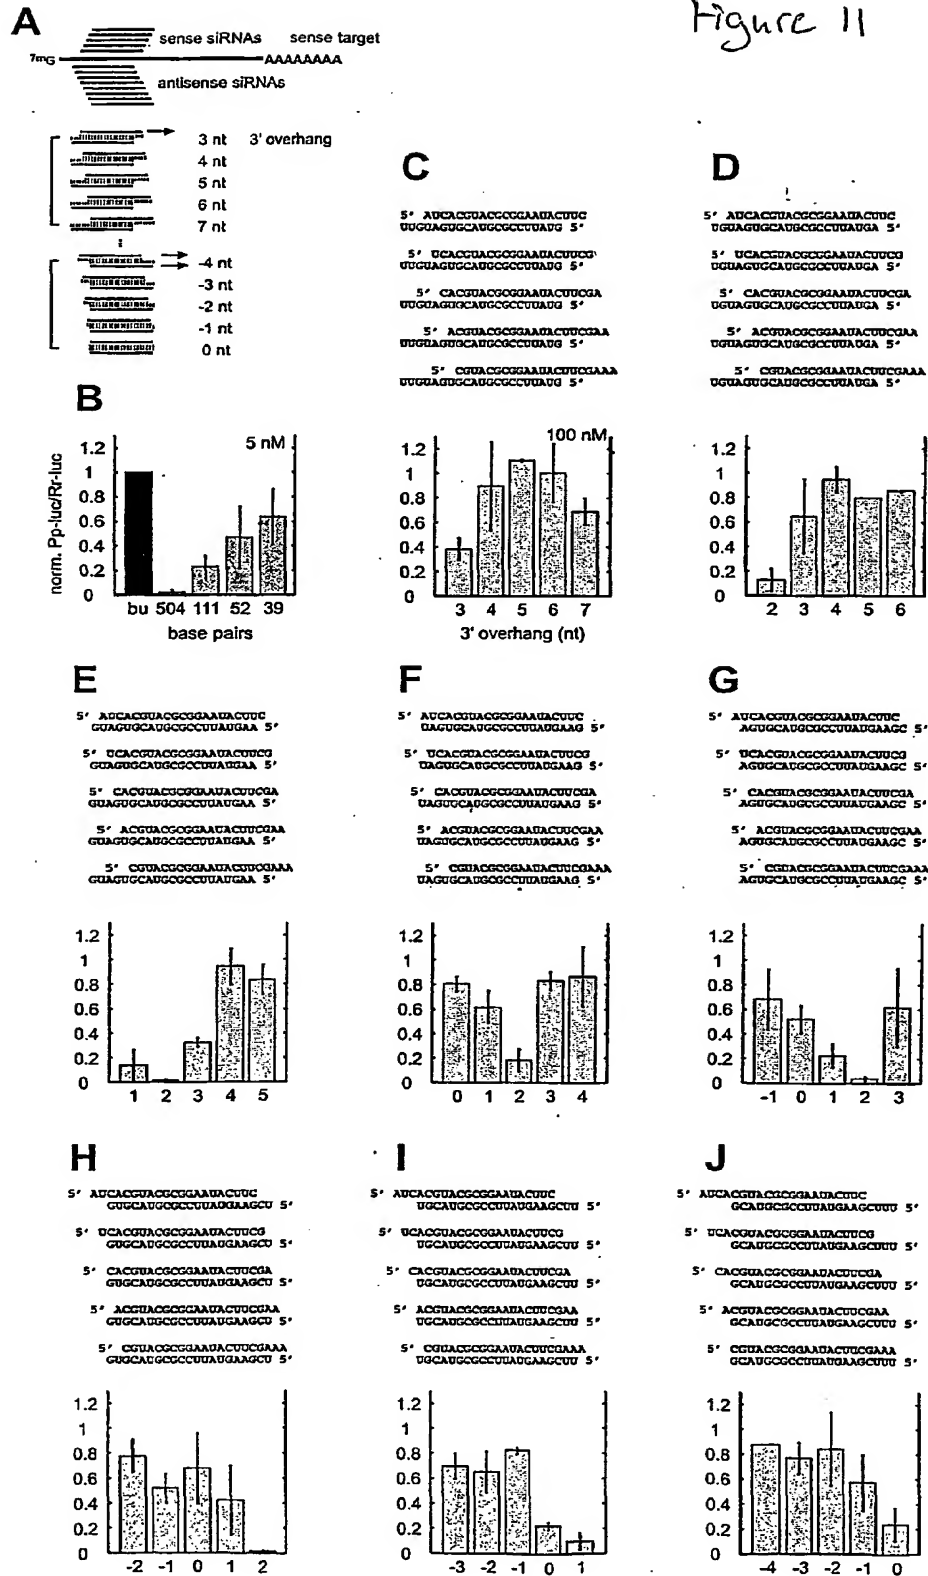 Figure 11
A
sense siRNAs sense target
7mG AAAAAAAA
antisense siRNAs
3 nt 3' overhang
4 nt
5 nt
6 nt
7 nt
-4 nt
-3 nt
-2 nt
-1 nt
0 nt
B
5 nM
norm. Pp-luc/Rr-luc
1.2
1
0.8
0.6
0.4
0.2
0
bu 504 111 52 39
base pairs
C
5' AUCACGUACGCGGAAUACUUC
UUGUAGUGCAUGCGCCUUAUG 5'
5' UCACGUACGCGGAAUACUUCG
UUGUAGUGCAUGCGCCUUAUG 5'
5' CACGUACGCGGAAUACUUCGA
UUGUAGUGCAUGCGCCUUAUG 5'
5' ACGUACGCGGAAUACUUCGAA
UUGUAGUGCAUGCGCCUUAUG 5'
5' CGUACGCGGAAUACUUCGAAA
UUGUAGUGCAUGCGCCUUAUG 5'
100 nM
1.2
1
0.8
0.6
0.4
0.2
0
3 4 5 6 7
3' overhang (nt)
D
5' AUCACGUACGCGGAAUACUUC
UGUAGUGCAUGCGCCUUAUGA 5'
5' UCACGUACGCGGAAUACUUCG
UGUAGUGCAUGCGCCUUAUGA 5'
5' CACGUACGCGGAAUACUUCGA
UGUAGUGCAUGCGCCUUAUGA 5'
5' ACGUACGCGGAAUACUUCGAA
UGUAGUGCAUGCGCCUUAUGA 5'
5' CGUACGCGGAAUACUUCGAAA
UGUAGUGCAUGCGCCUUAUGA 5'
1.2
1
0.8
0.6
0.4
0.2
0
2 3 4 5 6
E
5' AUCACGUACGCGGAAUACUUC
GUAGUGCAUGCGCCUUAUGAA 5'
5' UCACGUACGCGGAAUACUUCG
GUAGUGCAUGCGCCUUAUGAA 5'
5' CACGUACGCGGAAUACUUCGA
GUAGUGCAUGCGCCUUAUGAA 5'
5' ACGUACGCGGAAUACUUCGAA
GUAGUGCAUGCGCCUUAUGAA 5'
5' CGUACGCGGAAUACUUCGAAA
GUAGUGCAUGCGCCUUAUGAA 5'
1.2
1
0.8
0.6
0.4
0.2
0
1 2 3 4 5
F
5' AUCACGUACGCGGAAUACUUC
UAGUGCAUGCGCCUUAUGAAG 5'
5' UCACGUACGCGGAAUACUUCG
UAGUGCAUGCGCCUUAUGAAG 5'
5' CACGUACGCGGAAUACUUCGA
UAGUGCAUGCGCCUUAUGAAG 5'
5' ACGUACGCGGAAUACUUCGAA
UAGUGCAUGCGCCUUAUGAAG 5'
5' CGUACGCGGAAUACUUCGAAA
UAGUGCAUGCGCCUUAUGAAG 5'
1.2
1
0.8
0.6
0.4
0.2
0
0 1 2 3 4
G
5' AUCACGUACGCGGAAUACUUC
AGUGCAUGCGCCUUAUGAAGC 5'
5' UCACGUACGCGGAAUACUUCG
AGUGCAUGCGCCUUAUGAAGC 5'
5' CACGUACGCGGAAUACUUCGA
AGUGCAUGCGCCUUAUGAAGC 5'
5' ACGUACGCGGAAUACUUCGAA
AGUGCAUGCGCCUUAUGAAGC 5'
5' CGUACGCGGAAUACUUCGAAA
AGUGCAUGCGCCUUAUGAAGC 5'
1.2
1
0.8
0.6
0.4
0.2
0
-1 0 1 2 3
H
5' AUCACGUACGCGGAAUACUUC
GUGCAUGCGCCUUAUGAAGCU 5'
5' UCACGUACGCGGAAUACUUCG
GUGCAUGCGCCUUAUGAAGCU 5'
5' CACGUACGCGGAAUACUUCGA
GUGCAUGCGCCUUAUGAAGCU 5'
5' ACGUACGCGGAAUACUUCGAA
GUGCAUGCGCCUUAUGAAGCU 5'
5' CGUACGCGGAAUACUUCGAAA
GUGCAUGCGCCUUAUGAAGCU 5'
1.2
1
0.8
0.6
0.4
0.2
0
-2 -1 0 1 2
I
5' AUCACGUACGCGGAAUACUUC
UGCAUGCGCCUUAUGAAGCUU 5'
5' UCACGUACGCGGAAUACUUCG
UGCAUGCGCCUUAUGAAGCUU 5'
5' CACGUACGCGGAAUACUUCGA
UGCAUGCGCCUUAUGAAGCUU 5'
5' ACGUACGCGGAAUACUUCGAA
UGCAUGCGCCUUAUGAAGCUU 5'
5' CGUACGCGGAAUACUUCGAAA
UGCAUGCGCCUUAUGAAGCUU 5'
1.2
1
0.8
0.6
0.4
0.2
0
-3 -2 -1 0 1
J
5' AUCACGUACGCGGAAUACUUC
GCAUGCGCCUUAUGAAGCUUU 5'
5' UCACGUACGCGGAAUACUUCG
GCAUGCGCCUUAUGAAGCUUU 5'
5' CACGUACGCGGAAUACUUCGA
GCAUGCGCCUUAUGAAGCUUU 5'
5' ACGUACGCGGAAUACUUCGAA
GCAUGCGCCUUAUGAAGCUUU 5'
5' CGUACGCGGAAUACUUCGAAA
GCAUGCGCCUUAUGAAGCUUU 5'
1.2
1
0.8
0.6
0.4
0.2
0
-4 -3 -2 -1 0